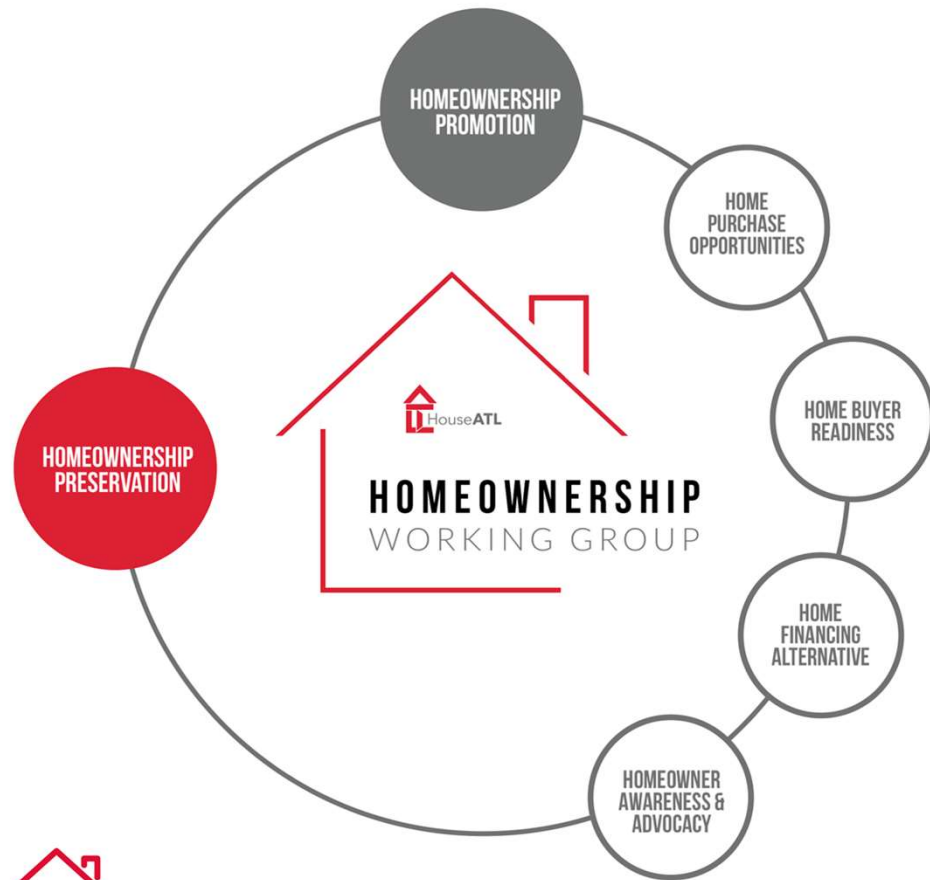 HOMEOWNERSHIP
PROMOTION
HOME
PURCHASE
OPPORTUNITIES
HOME BUYER
READINESS
HOME
FINANCING
ALTERNATIVE
HOMEOWNER
AWARENESS &
ADVOCACY
HOMEOWNERSHIP
PRESERVATION
HouseATL
HOMEOWNERSHIP
WORKING GROUP